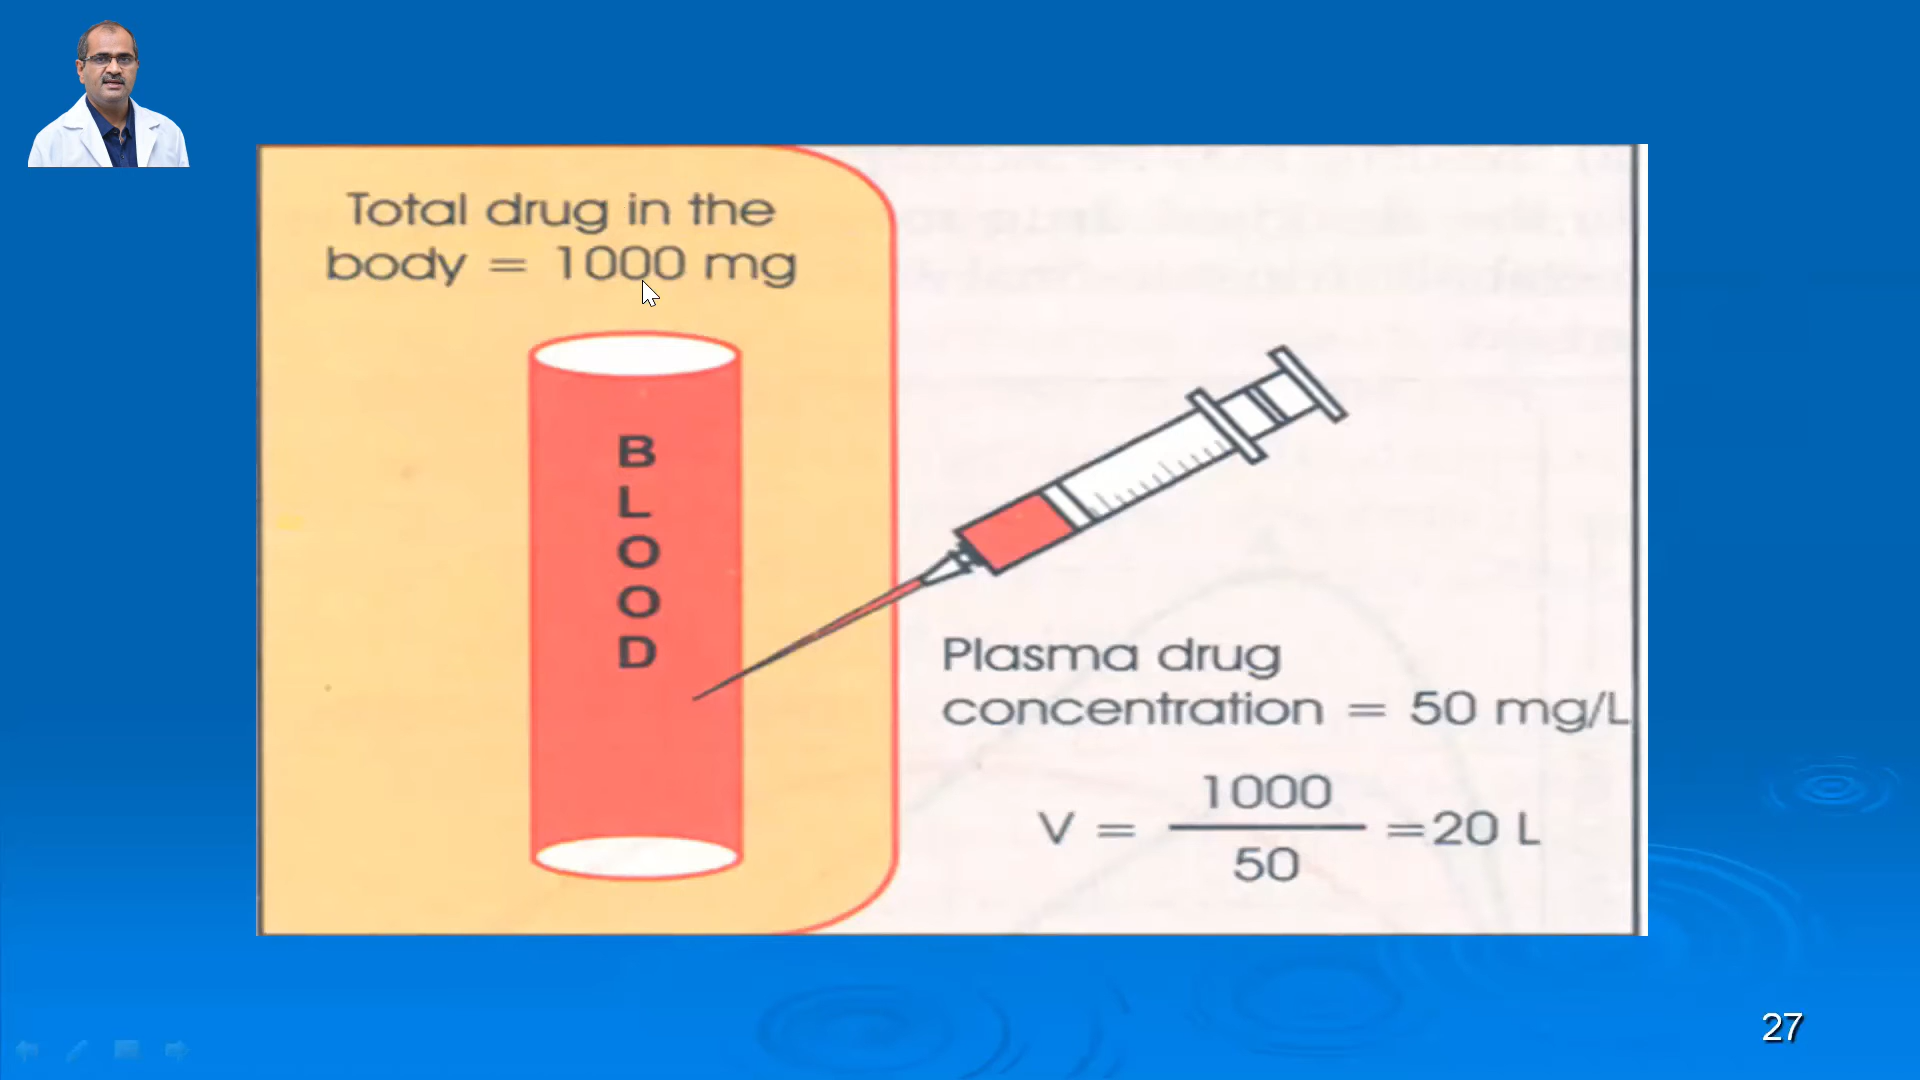 Total drug in the
body = 1000 mg
B
L
O
O
D
Plasma drug
concentration = 50 mg/L
V = 1000 / 50 =20 L
27